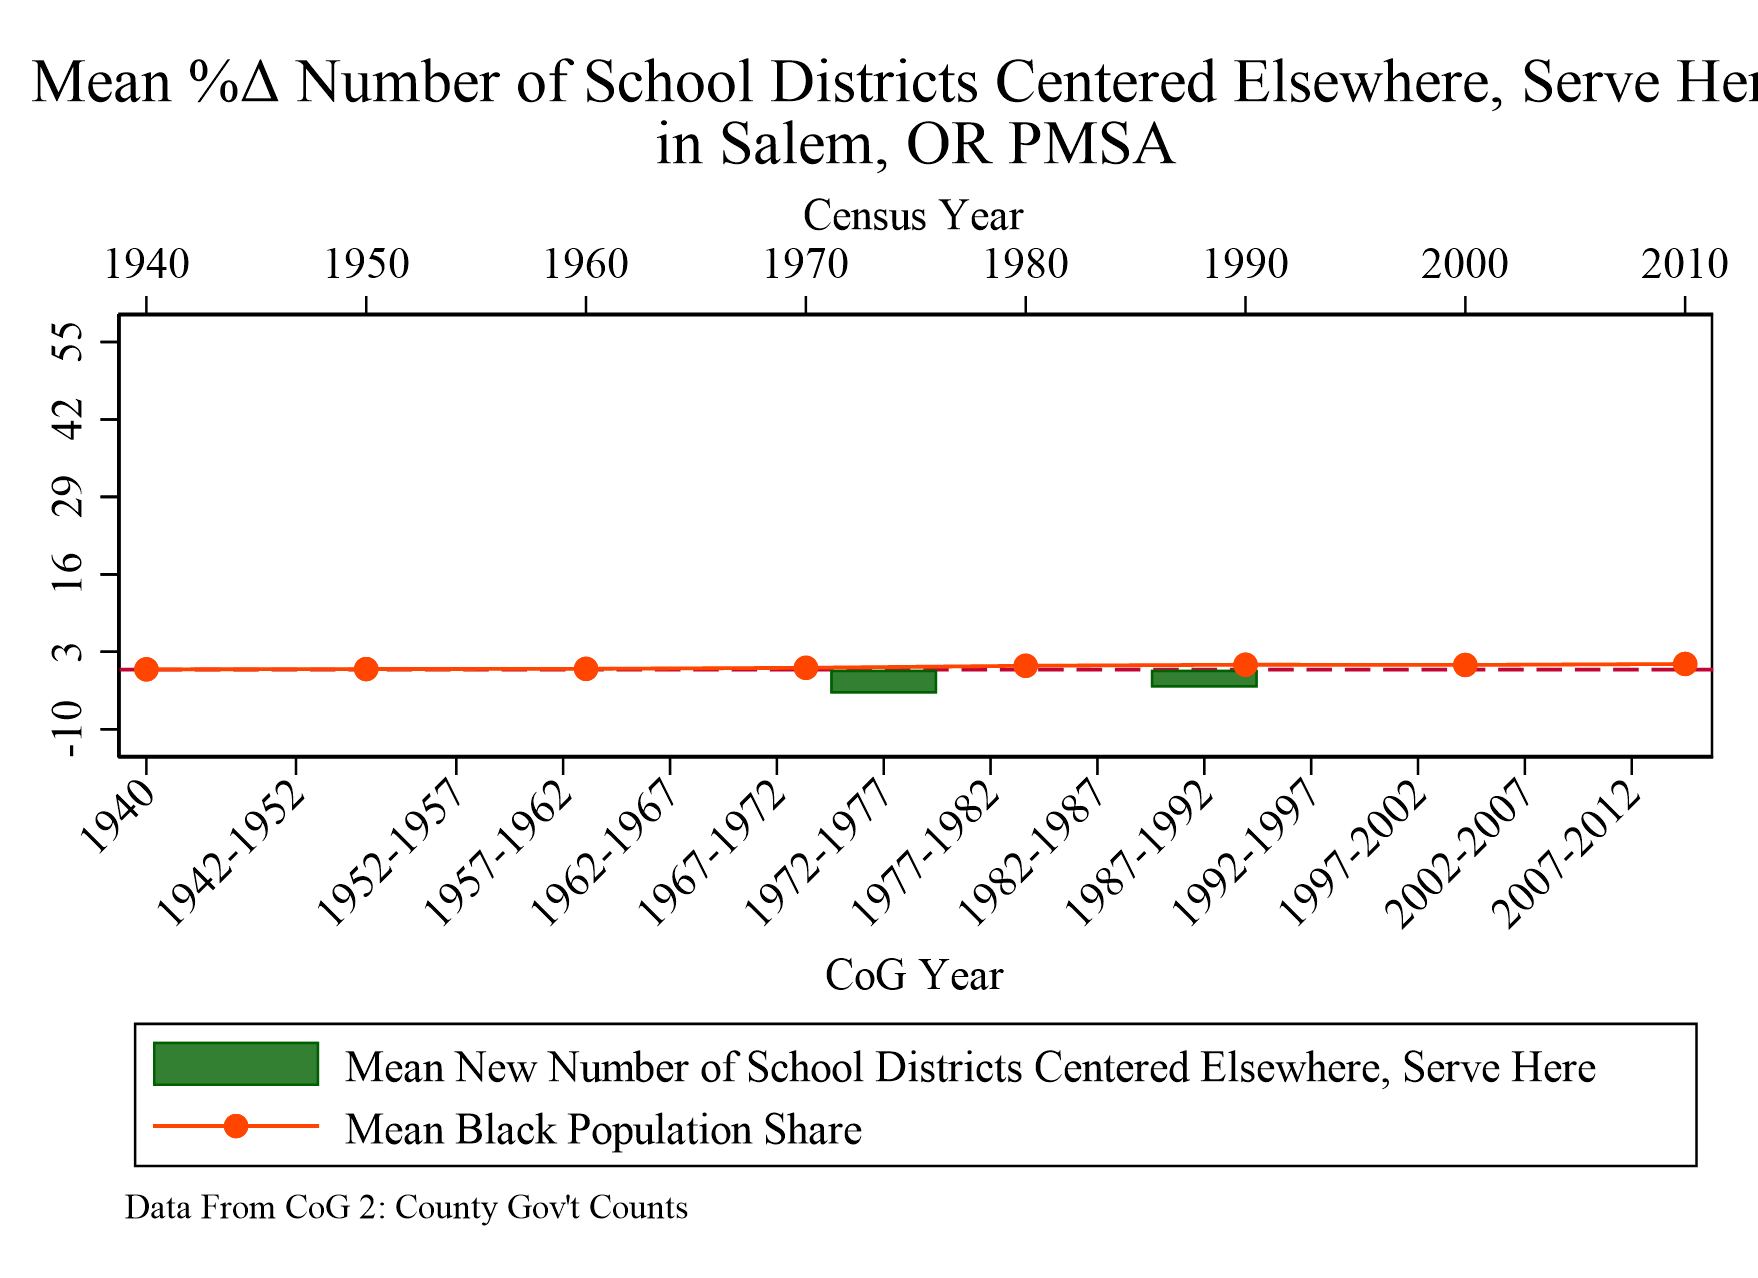 Mean %Δ Number of School Districts Centered Elsewhere, Serve Her
in Salem, OR PMSA
Census Year
1940 1950 1960 1970 1980 1990 2000 2010
55
42
29
16
3
-10
1940 1942-1952 1952-1957 1957-1962 1962-1967 1967-1972 1972-1977 1977-1982 1982-1987 1987-1992 1992-1997 1997-2002 2002-2007 2007-2012
CoG Year
Mean New Number of School Districts Centered Elsewhere, Serve Here
Mean Black Population Share
Data From CoG 2: County Gov't Counts